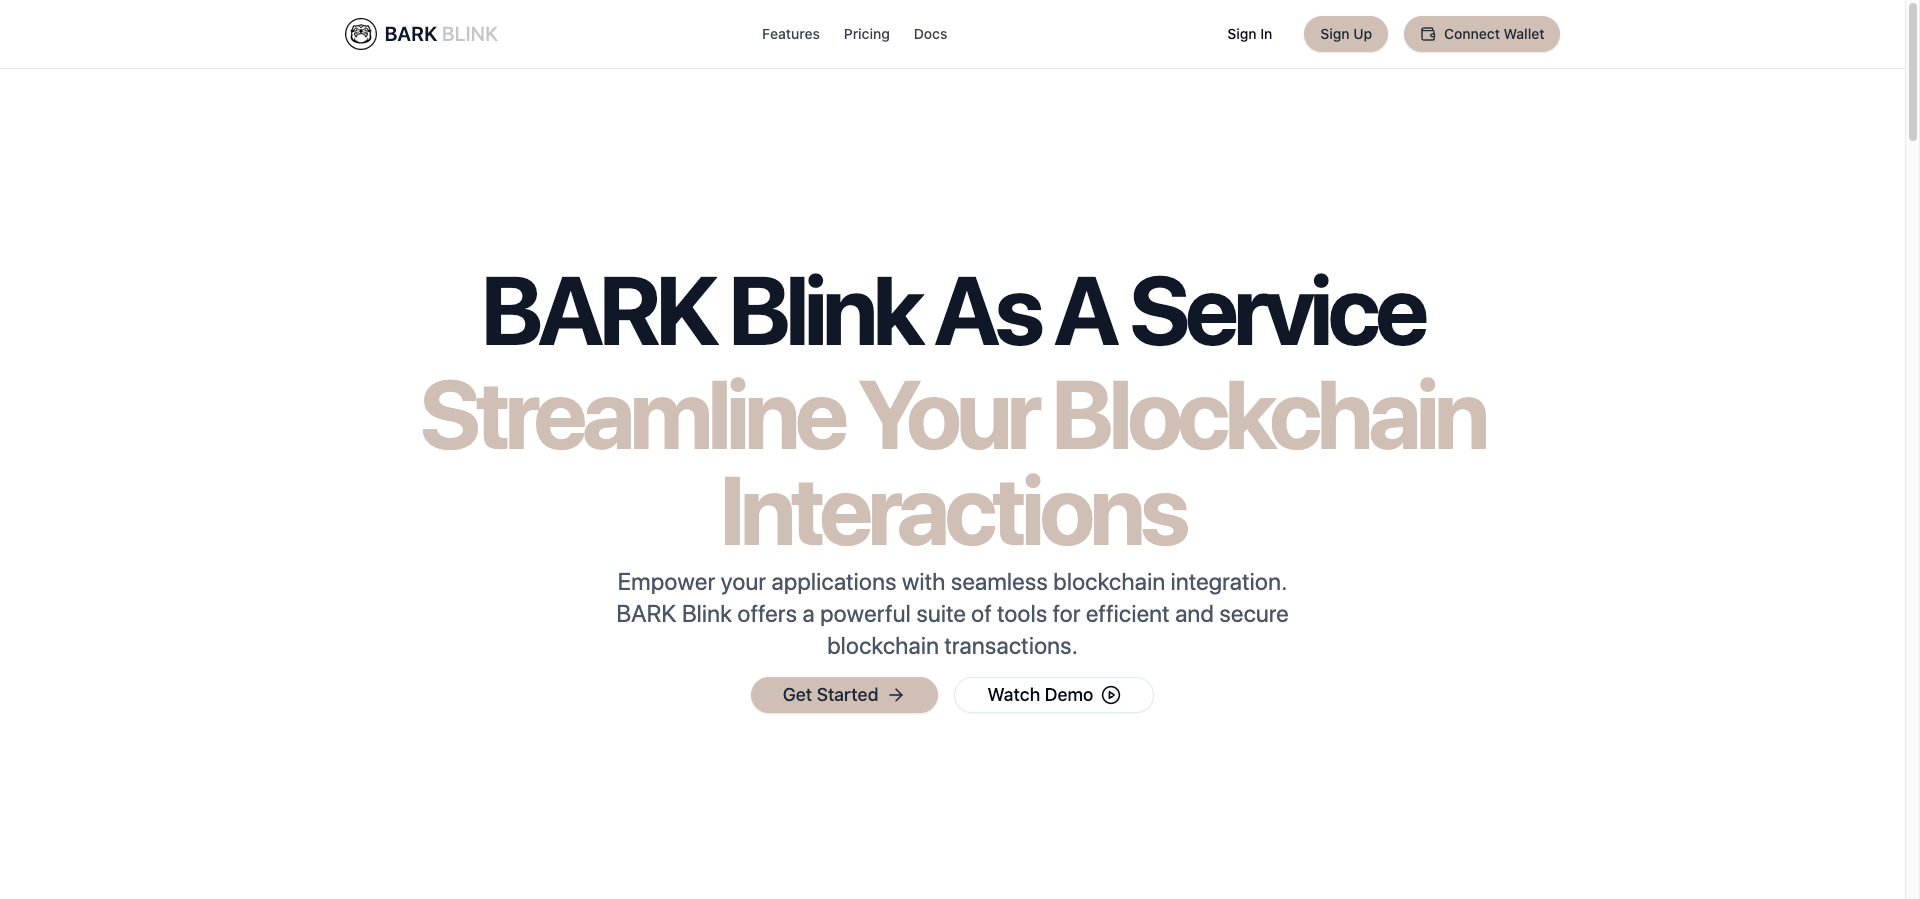 BARK BLINK
Features
Pricing
Docs
Sign In
Sign Up
Connect Wallet
BARK Blink As A Service
Streamline Your Blockchain
Interactions
Empower your applications with seamless blockchain integration.
BARK Blink offers a powerful suite of tools for efficient and secure
blockchain transactions.
Get Started
Watch Demo